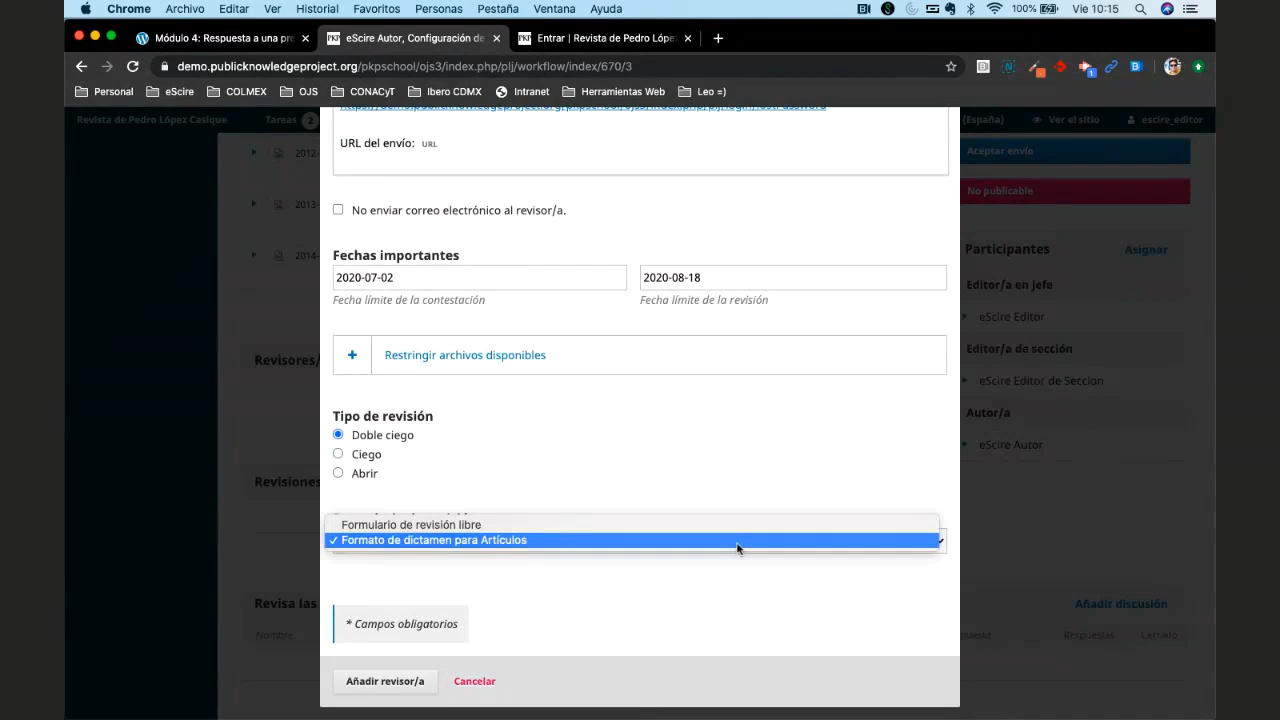 Chrome Archivo Editar Ver Historial Favoritos Personas Pestaña Ventana Ayuda 100% Vie 10:15
Módulo 4: Respuesta a una pre
eScire Autor, Configuración de
Entrar | Revista de Pedro López
demo.publicknowledgeproject.org/pkpschool/ojs3/index.php/plj/workflow/index/670/3
Personal eScire COLMEX OJS CONACyT Ibero CDMX Intranet Herramientas Web Leo =)
Revista de Pedro López Casique Tareas 2 (España) Ver el sitio escire_editor
URL del envío: URL
2012-
2013-
2014-
Aceptar envío
No publicable
No enviar correo electrónico al revisor/a.
Participantes Asignar
Editor/a en jefe
eScire Editor
Editor/a de sección
eScire Editor de Seccion
Autor/a
eScire Autor
Fechas importantes
2020-07-02 2020-08-18
Fecha límite de la contestación Fecha límite de la revisión
Revisores/
+ Restringir archivos disponibles
Tipo de revisión
Doble ciego
Ciego
Abrir
Revisiones
Formulario de revisión libre
✓ Formato de dictamen para Artículos
Revisa las Añadir discusión
Nombre Respuestas
* Campos obligatorios
Añadir revisor/a Cancelar